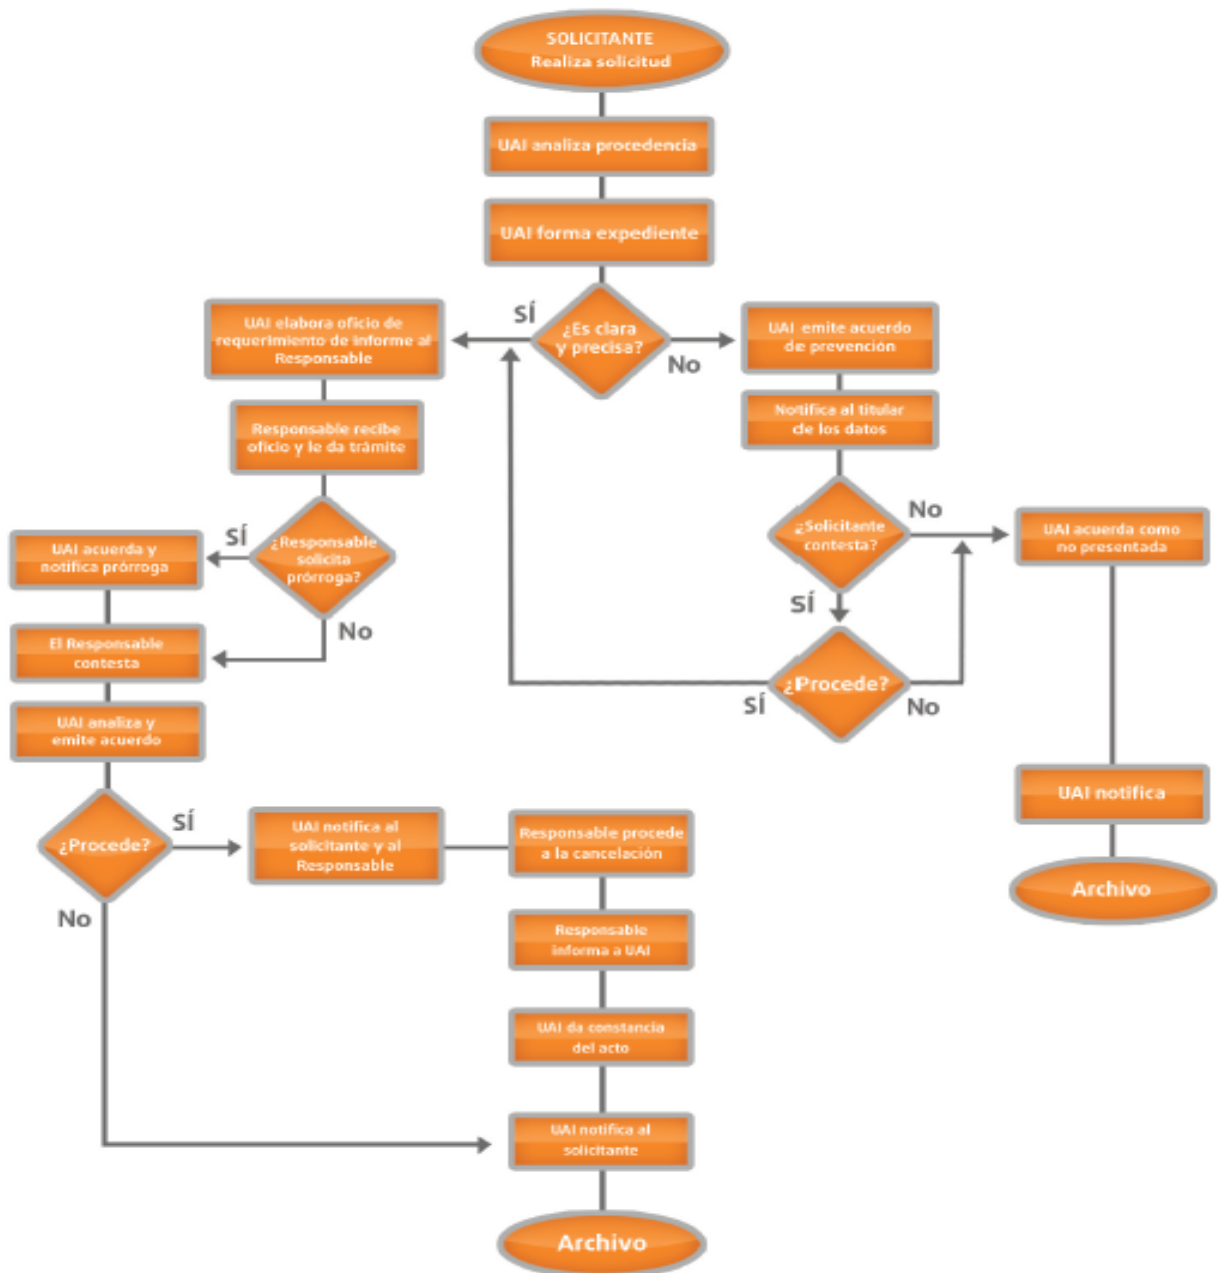 SOLICITANTE
Realiza solicitud
UAI analiza procedencia
UAI forma expediente
¿Es clara
y precisa?
SÍ
No
UAI elabora oficio de
requerimiento de informe al
Responsable
UAI emite acuerdo
de prevención
Responsable recibe
oficio y le da trámite
Notifica al titular
de los datos
¿Responsable
solicita
prórroga?
SÍ
No
¿Solicitante
contesta?
No
SÍ
UAI acuerda como
no presentada
UAI acuerda y
notifica prórroga
El Responsable
contesta
¿Procede?
SÍ
No
UAI analiza y
emite acuerdo
UAI notifica
Archivo
¿Procede?
SÍ
No
UAI notifica al
solicitante y al
Responsable
Responsable procede
a la cancelación
Responsable
informa a UAI
UAI da constancia
del acto
UAI notifica al
solicitante
Archivo